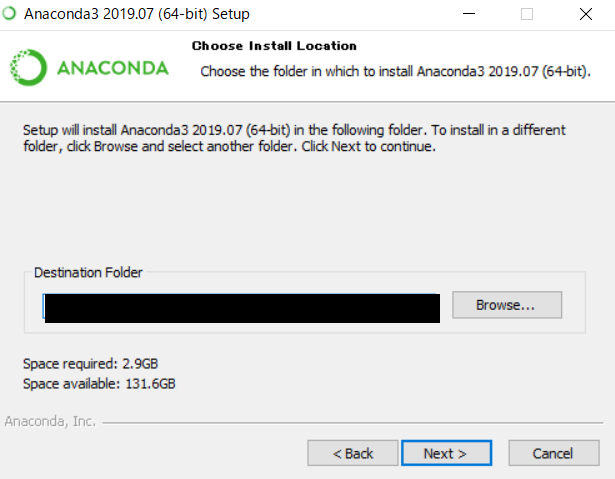 Anaconda3 2019.07 (64-bit) Setup
Choose Install Location
ANACONDA
Choose the folder in which to install Anaconda3 2019.07 (64-bit).
Setup will install Anaconda3 2019.07 (64-bit) in the following folder. To install in a different
folder, click Browse and select another folder. Click Next to continue.
Destination Folder
Browse...
Space required: 2.9GB
Space available: 131.6GB
Anaconda, Inc.
< Back
Next >
Cancel